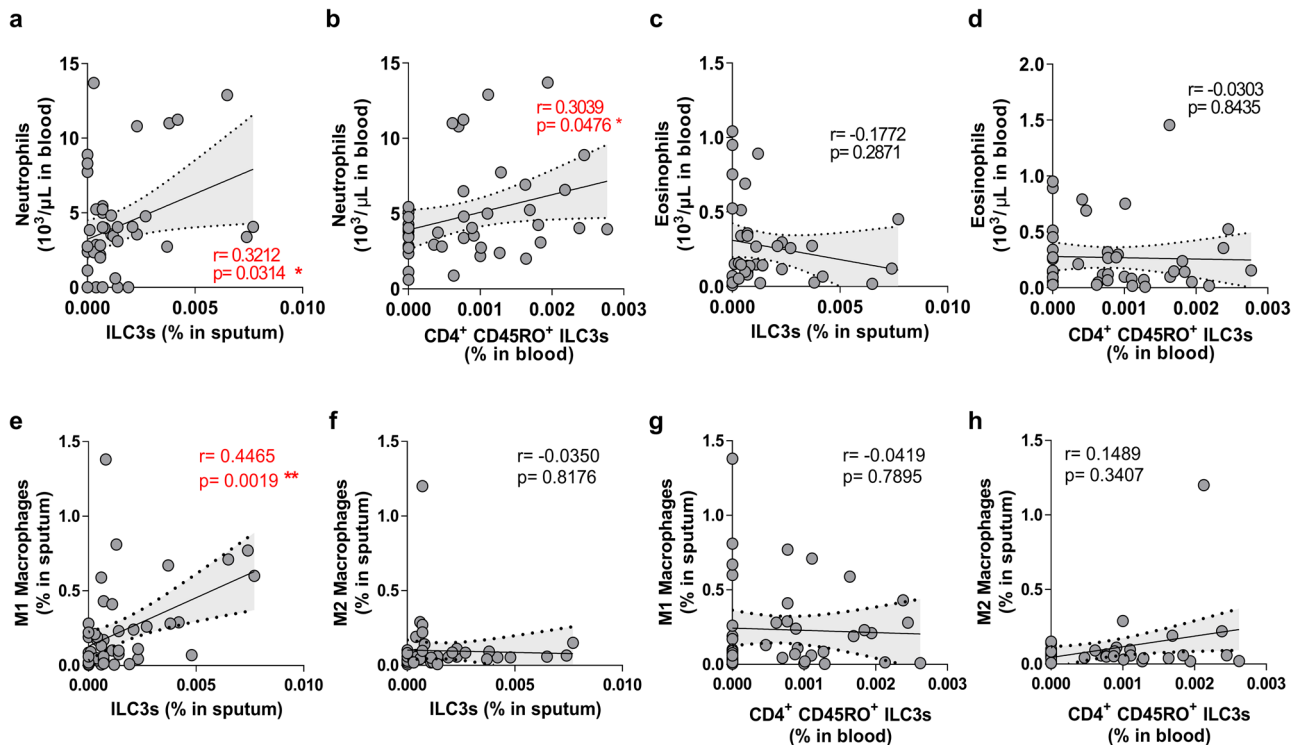 a
Neutrophils
(10³/μL in blood)
15
10
5
0
0.000
0.005
0.010
ILC3s (% in sputum)
r= 0.3212
p= 0.0314 *
b
Neutrophils
(10³/μL in blood)
15
10
5
0
0.000
0.001
0.002
0.003
CD4⁺ CD45RO⁺ ILC3s
(% in blood)
r= 0.3039
p= 0.0476 *
c
Eosinophils
(10³/μL in blood)
1.5
1.0
0.5
0.0
0.000
0.005
0.010
ILC3s (% in sputum)
r= -0.1772
p= 0.2871
d
Eosinophils
(10³/μL in blood)
2.0
1.5
1.0
0.5
0.0
0.000
0.001
0.002
0.003
CD4⁺ CD45RO⁺ ILC3s
(% in blood)
r= -0.0303
p= 0.8435
e
M1 Macrophages
(% in sputum)
1.5
1.0
0.5
0.0
0.000
0.005
0.010
ILC3s (% in sputum)
r= 0.4465
p= 0.0019 **
f
M2 Macrophages
(% in sputum)
1.5
1.0
0.5
0.0
0.000
0.005
0.010
ILC3s (% in sputum)
r= -0.0350
p= 0.8176
g
M1 Macrophages
(% in sputum)
1.5
1.0
0.5
0.0
0.000
0.001
0.002
0.003
CD4⁺ CD45RO⁺ ILC3s
(% in blood)
r= -0.0419
p= 0.7895
h
M2 Macrophages
(% in sputum)
1.5
1.0
0.5
0.0
0.000
0.001
0.002
0.003
CD4⁺ CD45RO⁺ ILC3s
(% in blood)
r= 0.1489
p= 0.3407